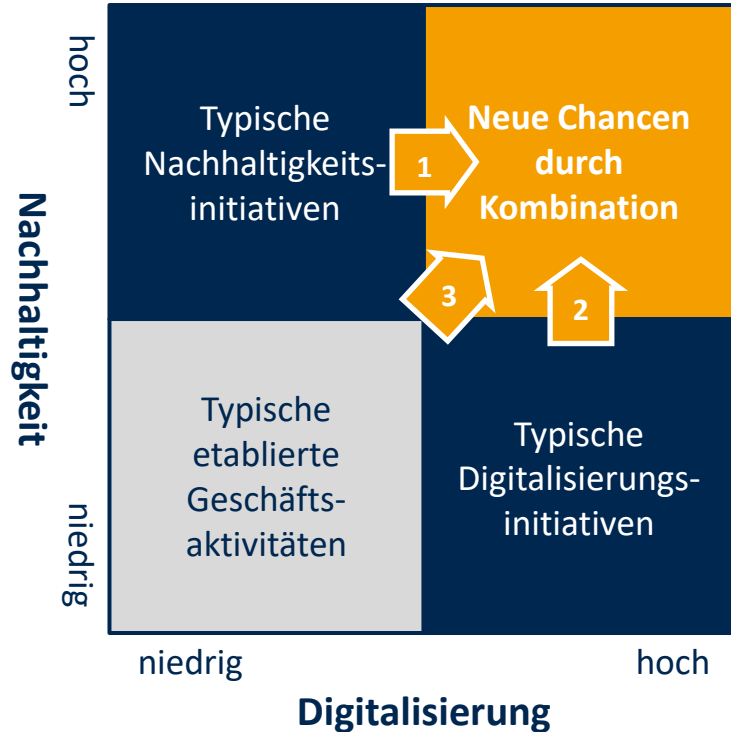 hoch
Nachhaltigkeit
niedrig
Typische
Nachhaltigkeits-
initiativen
1
Neue Chancen
durch
Kombination
3
2
Typische
etablierte
Geschäfts-
aktivitäten
Typische
Digitalisierungs-
initiativen
niedrig
hoch
Digitalisierung